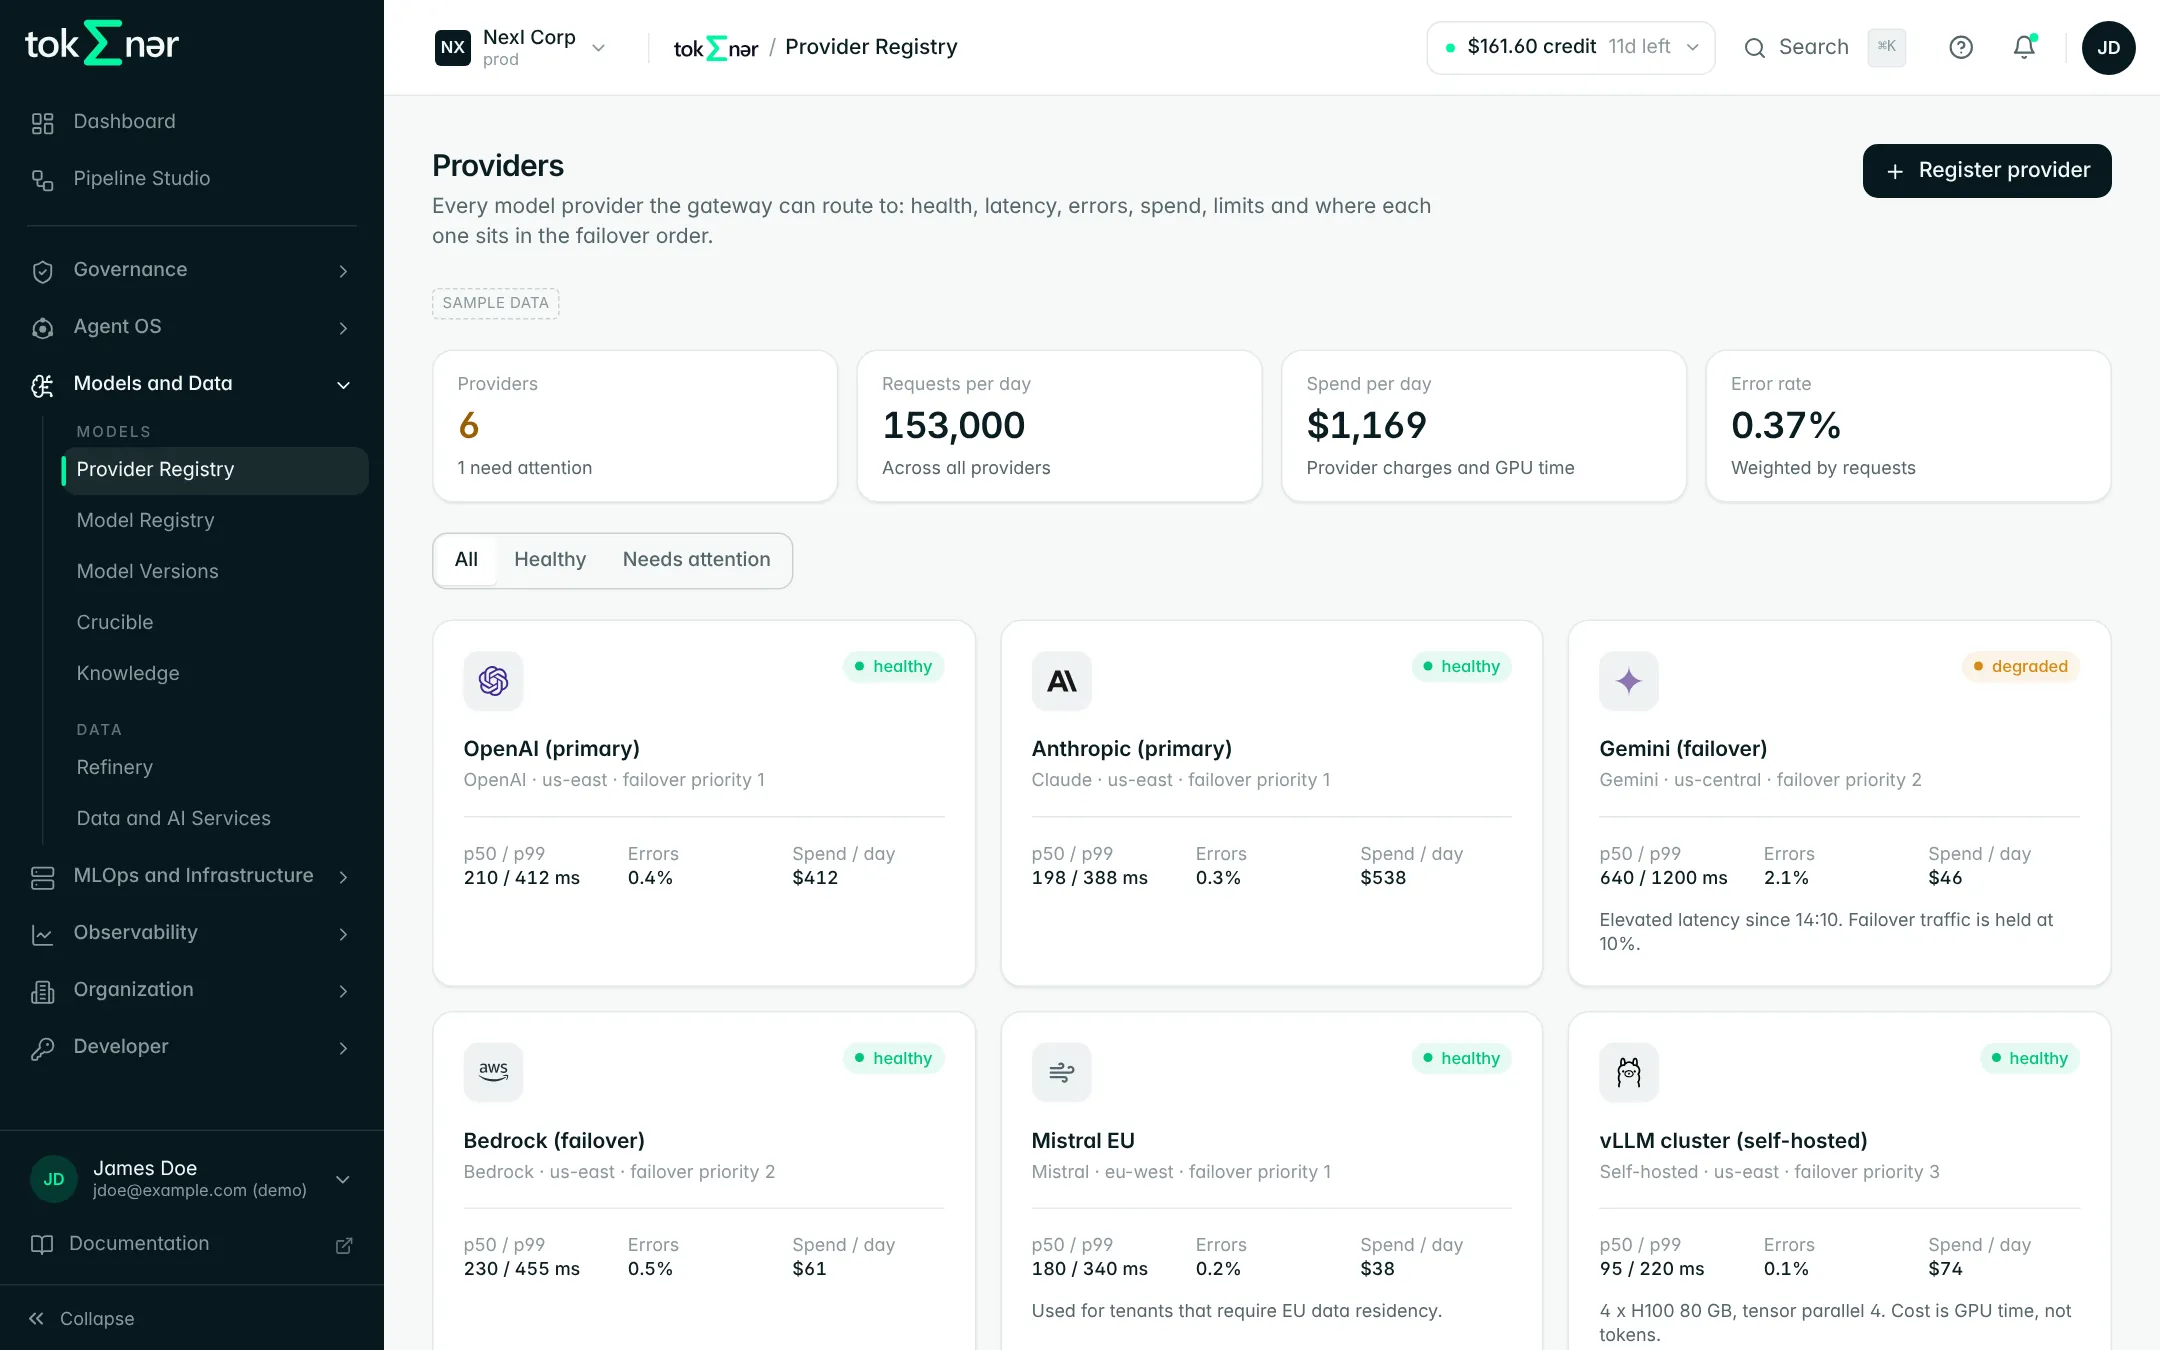 tokΣnər
Dashboard
Pipeline Studio
Governance
Agent OS
Models and Data
MODELS
Provider Registry
Model Registry
Model Versions
Crucible
Knowledge
DATA
Refinery
Data and AI Services
MLOps and Infrastructure
Observability
Organization
Developer
JD
James Doe
jdoe@example.com (demo)
Documentation
Collapse
NX
Nexl Corp
prod
tokΣnər / Provider Registry
$161.60 credit 11d left
Search ⌘K
JD
Providers
Every model provider the gateway can route to: health, latency, errors, spend, limits and where each
one sits in the failover order.
+ Register provider
SAMPLE DATA
Providers
6
1 need attention
Requests per day
153,000
Across all providers
Spend per day
$1,169
Provider charges and GPU time
Error rate
0.37%
Weighted by requests
All Healthy Needs attention
healthy
OpenAI (primary)
OpenAI · us-east · failover priority 1
p50 / p99 Errors Spend / day
210 / 412 ms 0.4% $412
healthy
Anthropic (primary)
Claude · us-east · failover priority 1
p50 / p99 Errors Spend / day
198 / 388 ms 0.3% $538
degraded
Gemini (failover)
Gemini · us-central · failover priority 2
p50 / p99 Errors Spend / day
640 / 1200 ms 2.1% $46
Elevated latency since 14:10. Failover traffic is held at
10%.
aws
healthy
Bedrock (failover)
Bedrock · us-east · failover priority 2
p50 / p99 Errors Spend / day
230 / 455 ms 0.5% $61
healthy
Mistral EU
Mistral · eu-west · failover priority 1
p50 / p99 Errors Spend / day
180 / 340 ms 0.2% $38
Used for tenants that require EU data residency.
healthy
vLLM cluster (self-hosted)
Self-hosted · us-east · failover priority 3
p50 / p99 Errors Spend / day
95 / 220 ms 0.1% $74
4 x H100 80 GB, tensor parallel 4. Cost is GPU time, not
tokens.